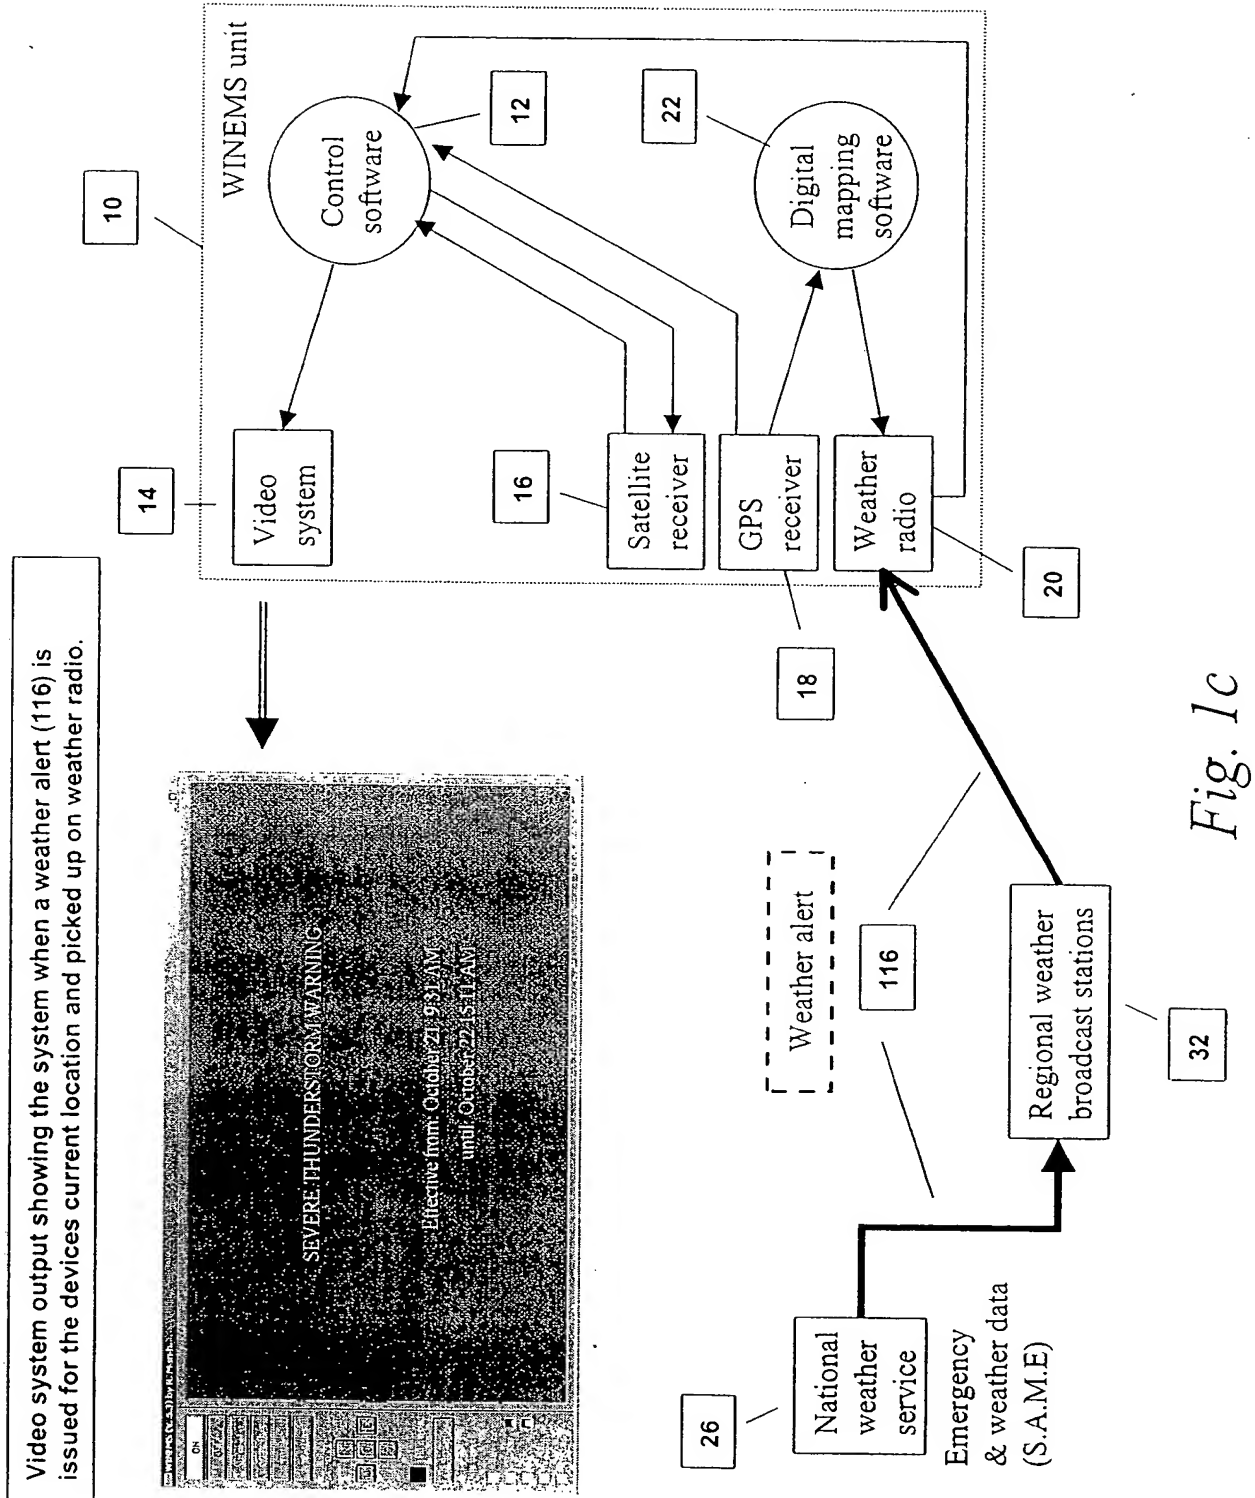 Video system output showing the system when a weather alert (116) is
issued for the devices current location and picked up on weather radio.
10
WINEMS unit
14
Video
system
Control
software
12
SEVERE THUNDERSTORM WARNING
Effective from: October 21, 9:31 AM
until: October 22, 5:11 AM
ON
16
Satellite
receiver
22
18
GPS
receiver
Digital
mapping
software
Weather
radio
20
Weather alert
116
26
National
weather
service
Emergency
& weather data
(S.A.M.E)
Regional weather
broadcast stations
32
Fig. 1c